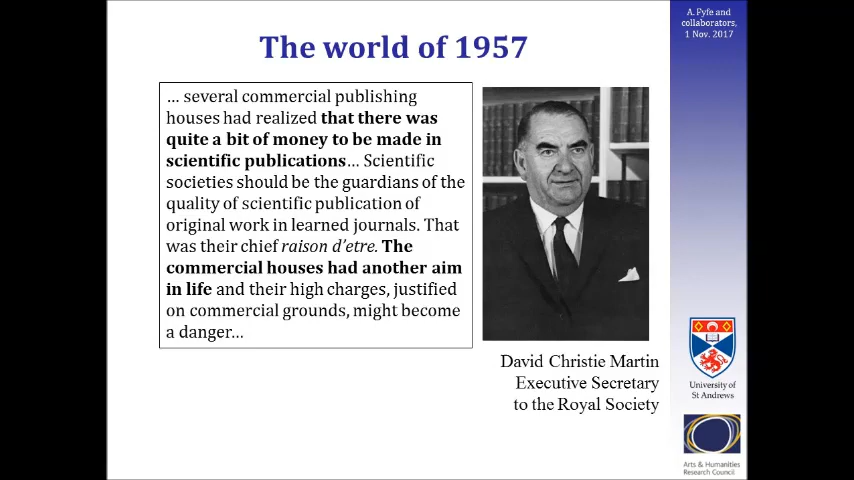 A. Fyfe and
collaborators,
1 Nov. 2017
The world of 1957
… several commercial publishing
houses had realized that there was
quite a bit of money to be made in
scientific publications… Scientific
societies should be the guardians of the
quality of scientific publication of
original work in learned journals. That
was their chief raison d'etre. The
commercial houses had another aim
in life and their high charges, justified
on commercial grounds, might become
a danger…
David Christie Martin
Executive Secretary
to the Royal Society
University of
St Andrews
Arts & Humanities
Research Council